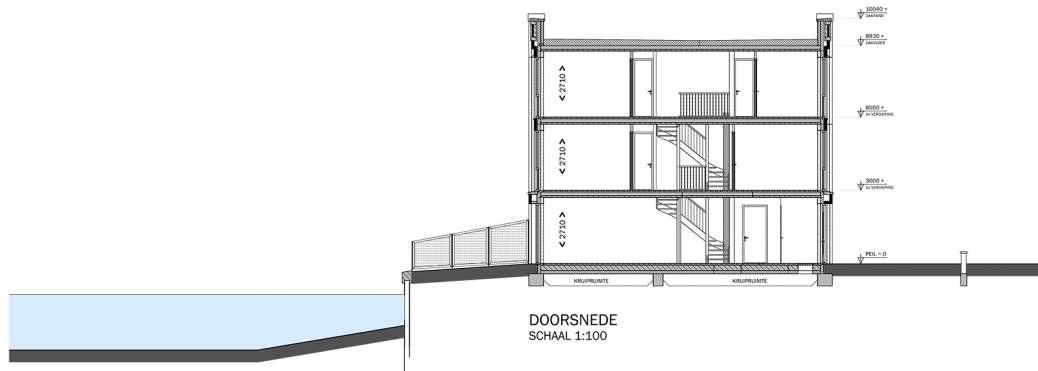 10040 +
DAKRAND
8930 +
DAKVLOER
< 2710 >
6000 +
2e VERDIEPING
< 2710 >
3000 +
1e VERDIEPING
< 2710 >
PEIL = 0
KRUIPRUIMTE
KRUIPRUIMTE
DOORSNEDE
SCHAAL 1:100